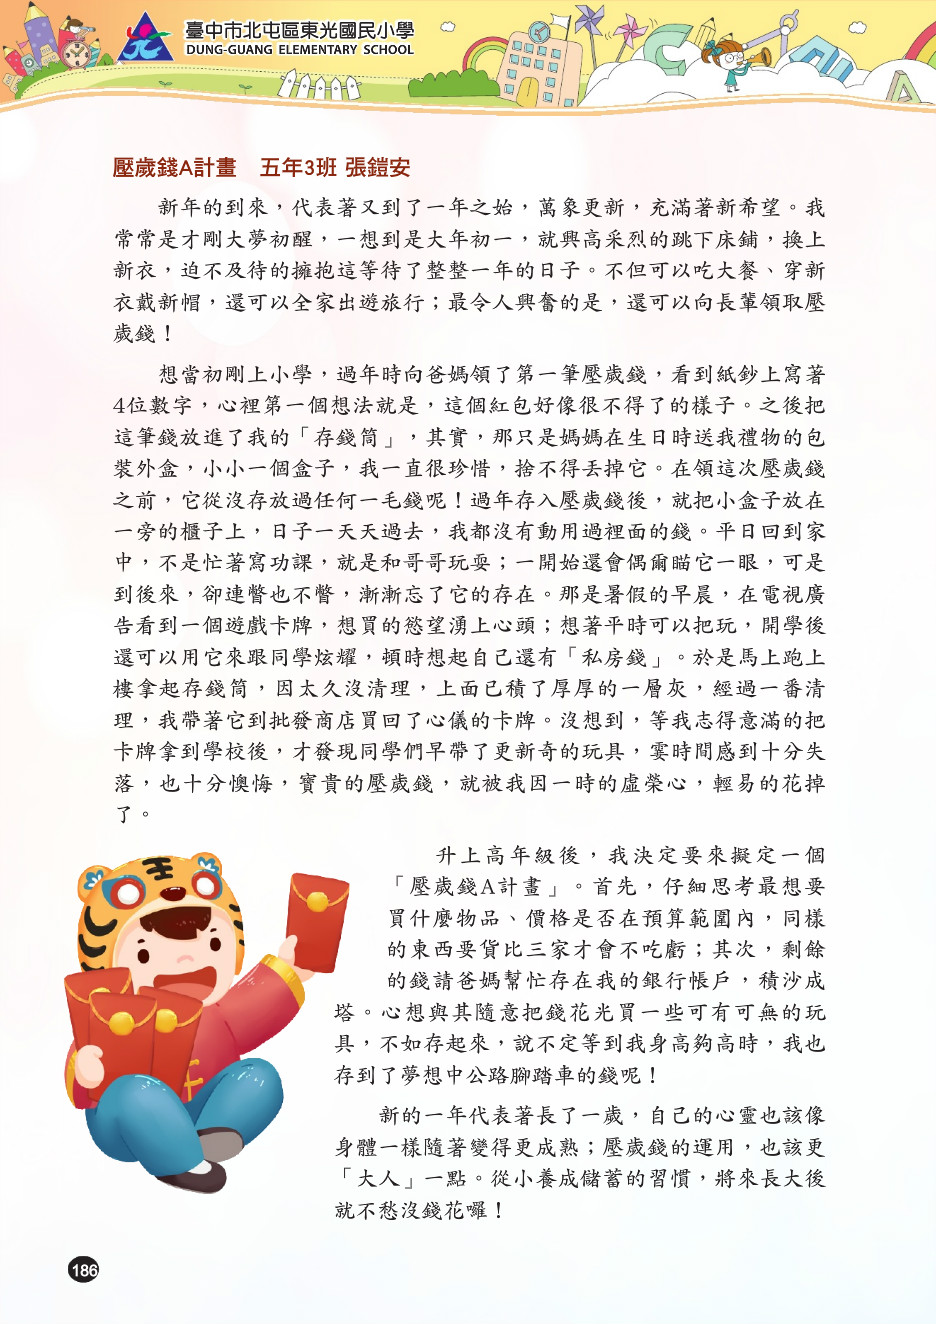 臺中市北屯區東光國民小學
DUNG-GUANG ELEMENTARY SCHOOL
壓歲錢A計畫　五年3班 張鎧安
新年的到來，代表著又到了一年之始，萬象更新，充滿著新希望。我
常常是才剛大夢初醒，一想到是大年初一，就興高采烈的跳下床鋪，換上
新衣，迫不及待的擁抱這等待了整整一年的日子。不但可以吃大餐、穿新
衣戴新帽，還可以全家出遊旅行；最令人興奮的是，還可以向長輩領取壓
歲錢！
想當初剛上小學，過年時向爸媽領了第一筆壓歲錢，看到紙鈔上寫著
4位數字，心裡第一個想法就是，這個紅包好像很不得了的樣子。之後把
這筆錢放進了我的「存錢筒」，其實，那只是媽媽在生日時送我禮物的包
裝外盒，小小一個盒子，我一直很珍惜，捨不得丟掉它。在領這次壓歲錢
之前，它從沒存放過任何一毛錢呢！過年存入壓歲錢後，就把小盒子放在
一旁的櫃子上，日子一天天過去，我都沒有動用過裡面的錢。平日回到家
中，不是忙著寫功課，就是和哥哥玩耍；一開始還會偶爾瞄它一眼，可是
到後來，卻連瞥也不瞥，漸漸忘了它的存在。那是暑假的早晨，在電視廣
告看到一個遊戲卡牌，想買的慾望湧上心頭；想著平時可以把玩，開學後
還可以用它來跟同學炫耀，頓時想起自己還有「私房錢」。於是馬上跑上
樓拿起存錢筒，因太久沒清理，上面已積了厚厚的一層灰，經過一番清
理，我帶著它到批發商店買回了心儀的卡牌。沒想到，等我志得意滿的把
卡牌拿到學校後，才發現同學們早帶了更新奇的玩具，霎時間感到十分失
落，也十分懊悔，寶貴的壓歲錢，就被我因一時的虛榮心，輕易的花掉
了。
升上高年級後，我決定要來擬定一個
「壓歲錢A計畫」。首先，仔細思考最想要
買什麼物品、價格是否在預算範圍內，同樣
的東西要貨比三家才會不吃虧；其次，剩餘
的錢請爸媽幫忙存在我的銀行帳戶，積沙成
塔。心想與其隨意把錢花光買一些可有可無的玩
具，不如存起來，說不定等到我身高夠高時，我也
存到了夢想中公路腳踏車的錢呢！
新的一年代表著長了一歲，自己的心靈也該像
身體一樣隨著變得更成熟；壓歲錢的運用，也該更
「大人」一點。從小養成儲蓄的習慣，將來長大後
就不愁沒錢花囉！
186